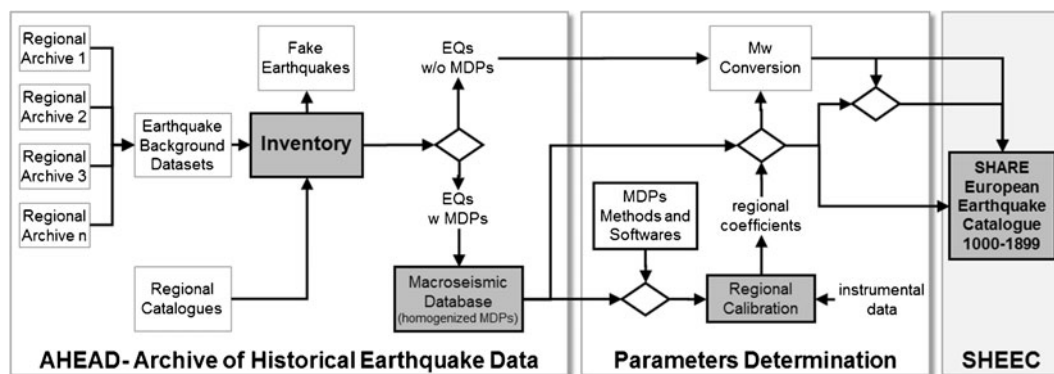 Regional
Archive 1
Regional
Archive 2
Regional
Archive 3
Regional
Archive n
Earthquake
Background
Datasets
Regional
Catalogues
Fake
Earthquakes
Inventory
EQs
w/o MDPs
EQs
w MDPs
Macroseismic
Database
(homogenized MDPs)
AHEAD- Archive of Historical Earthquake Data
Mw
Conversion
MDPs
Methods and
Softwares
regional
coefficients
Regional
Calibration
instrumental
data
Parameters Determination
SHARE
European
Earthquake
Catalogue
1000-1899
SHEEC